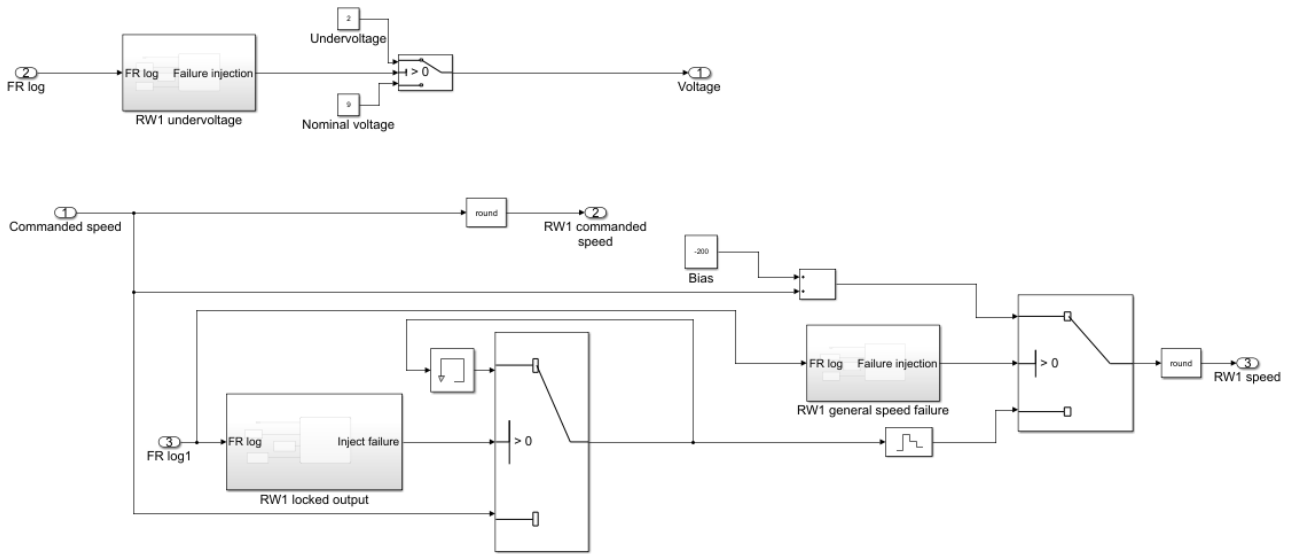 2
Undervoltage
2
FR log
FR log
Failure injection
RW1 undervoltage
> 0
1
Voltage
9
Nominal voltage
1
Commanded speed
round
2
RW1 commanded
speed
-200
Bias
+
+
FR log
Failure injection
RW1 general speed failure
> 0
round
3
RW1 speed
3
FR log1
FR log
Inject failure
RW1 locked output
> 0